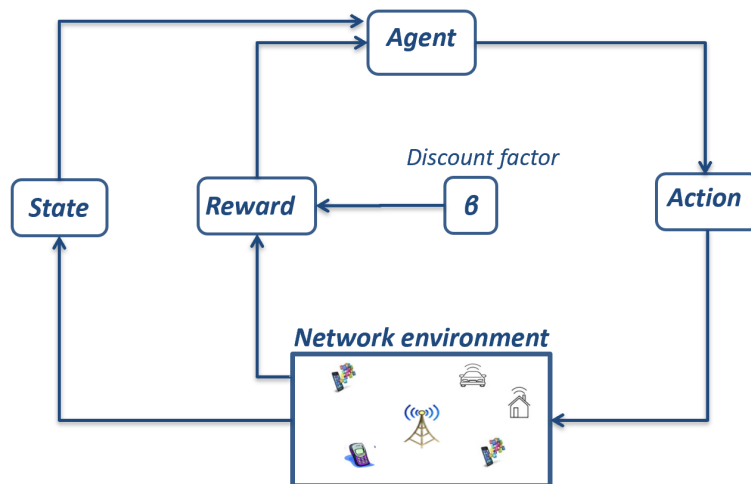 Agent
Discount factor
State
Reward
β
Action
Network environment